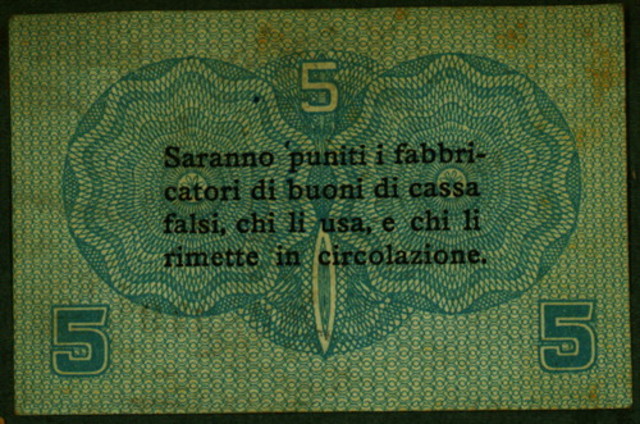 5
Saranno puniti i fabbri-
catori di buoni di cassa
falsi, chi li usa, e chi li
rimette in circolazione.
5 5